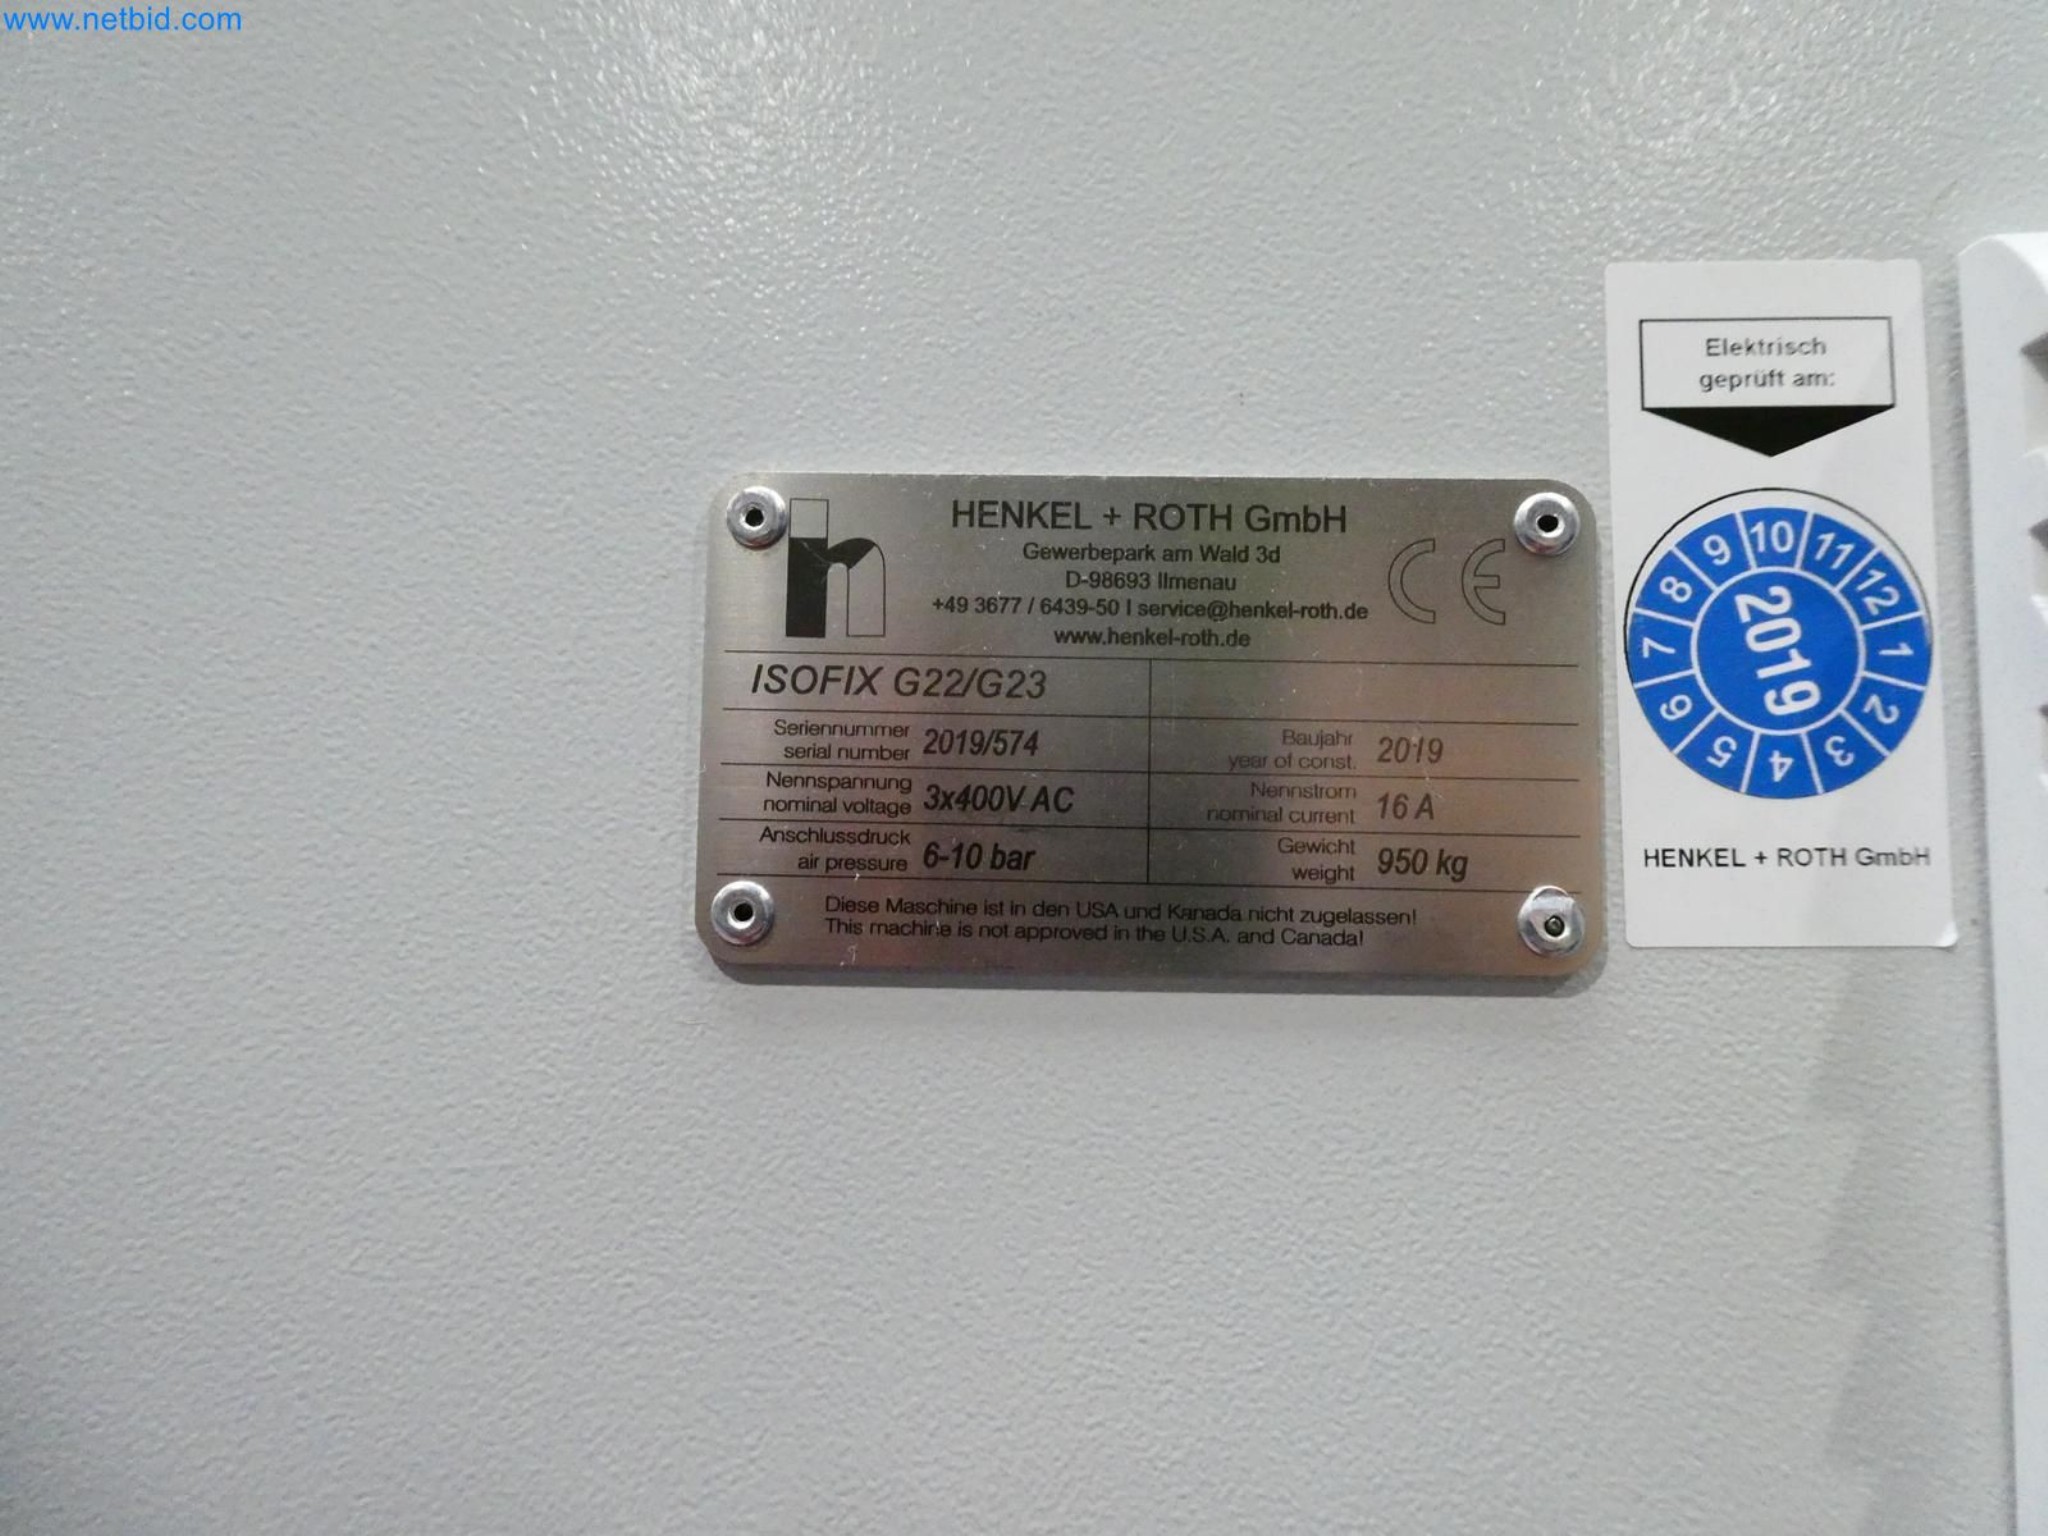 www.netbid.com
HENKEL + ROTH GmbH
Gewerbepark am Wald 3d
D-98693 Ilmenau
+49 3677 / 6439-50 I service@henkel-roth.de
www.henkel-roth.de
CE
ISOFIX G22/G23
Seriennummer
serial number 2019/574
Baujahr
year of const. 2019
Nennspannung
nominal voltage 3x400V AC
Nennstrom
nominal current 16 A
Anschlussdruck
air pressure 6-10 bar
Gewicht
weight 950 kg
Diese Maschine ist in den USA und Kanada nicht zugelassen!
This machine is not approved in the U.S.A. and Canada!
Elektrisch
geprüft am:
10 11 12 1 2 3 4 5 6 7 8 9
2019
HENKEL + ROTH GmbH